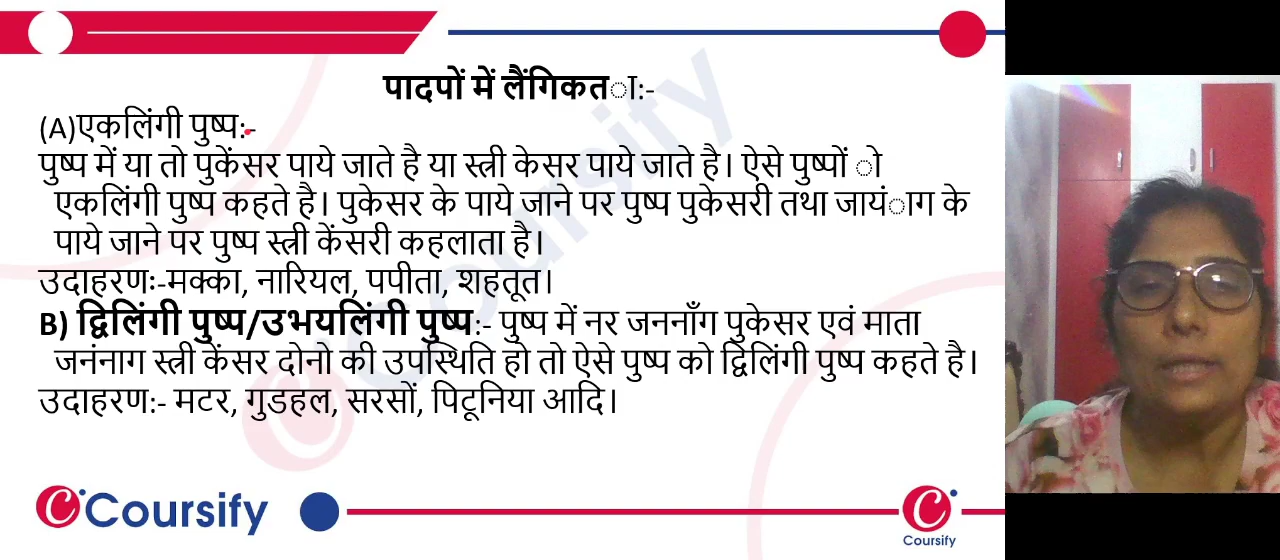 पादपों में लैंगिकता:-
(A)एकलिंगी पुष्प:-
पुष्प में या तो पुकेंसर पाये जाते है या स्त्री केसर पाये जाते है। ऐसे पुष्पों ो
एकलिंगी पुष्प कहते है। पुकेसर के पाये जाने पर पुष्प पुकेसरी तथा जायंाग के
पाये जाने पर पुष्प स्त्री केंसरी कहलाता है।
उदाहरणः-मक्का, नारियल, पपीता, शहतूत।
B) द्विलिंगी पुष्प/उभयलिंगी पुष्प:- पुष्प में नर जननाँग पुकेसर एवं माता
जनंनाग स्त्री केंसर दोनो की उपस्थिति हो तो ऐसे पुष्प को द्विलिंगी पुष्प कहते है।
उदाहरण:- मटर, गुडहल, सरसों, पिटूनिया आदि।
Coursify
Coursify
Coursify